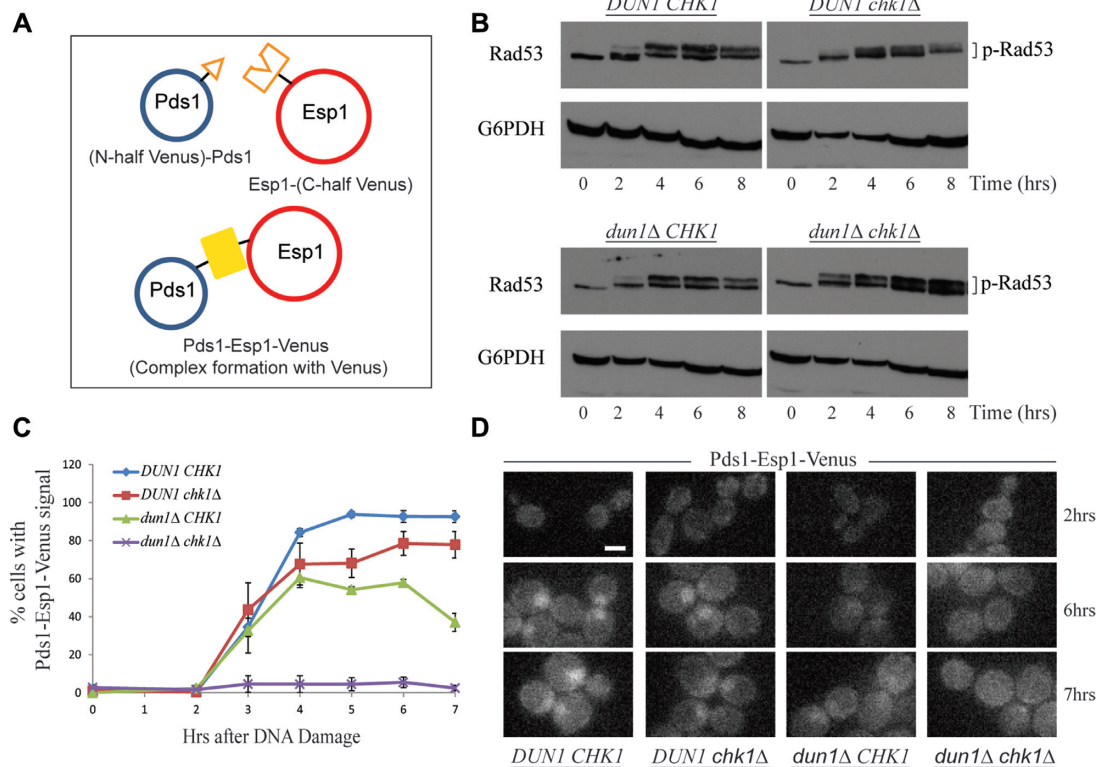 A
Pds1
Esp1
(N-half Venus)-Pds1
Esp1-(C-half Venus)
Pds1
Esp1
Pds1-Esp1-Venus
(Complex formation with Venus)
B
DUN1 CHK1
DUN1 chk1Δ
Rad53
p-Rad53
G6PDH
0 2 4 6 8 0 2 4 6 8 Time (hrs)
dun1Δ CHK1
dun1Δ chk1Δ
Rad53
p-Rad53
G6PDH
0 2 4 6 8 0 2 4 6 8 Time (hrs)
C
% cells with
Pds1-Esp1-Venus signal
120
100
80
60
40
20
0
DUN1 CHK1
DUN1 chk1Δ
dun1Δ CHK1
dun1Δ chk1Δ
0 1 2 3 4 5 6 7
Hrs after DNA Damage
D
Pds1-Esp1-Venus
2hrs
6hrs
7hrs
DUN1 CHK1
DUN1 chk1Δ
dun1Δ CHK1
dun1Δ chk1Δ